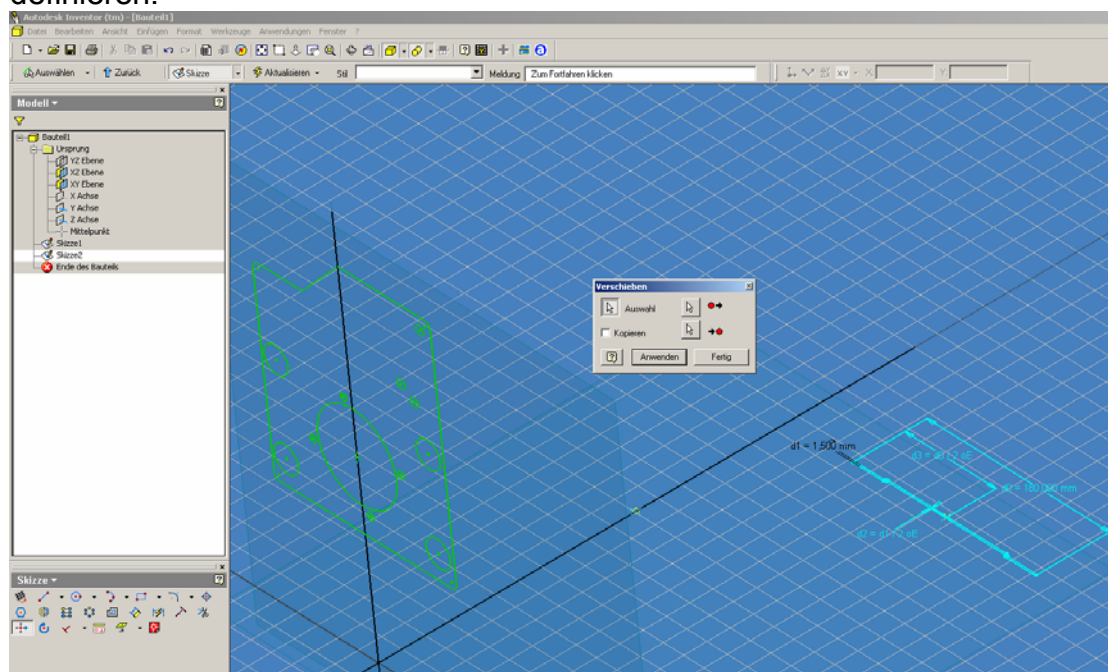 definieren.
Autodesk Inventor (tm) - [Bauteil1]
Datei Bearbeiten Ansicht Einfügen Format Werkzeuge Anwendungen Fenster ?
Auswählen Zurück Skizze Aktualisieren Stil Meldung Zum Fortfahren klicken XY X Y
Modell
Bauteil1
Ursprung
YZ Ebene
XZ Ebene
XY Ebene
X Achse
Y Achse
Z Achse
Mittelpunkt
Skizze1
Skizze2
Ende des Bauteils
Verschieben
Auswahl
Kopieren
Anwenden Fertig
d1 = 1,500 mm
Skizze